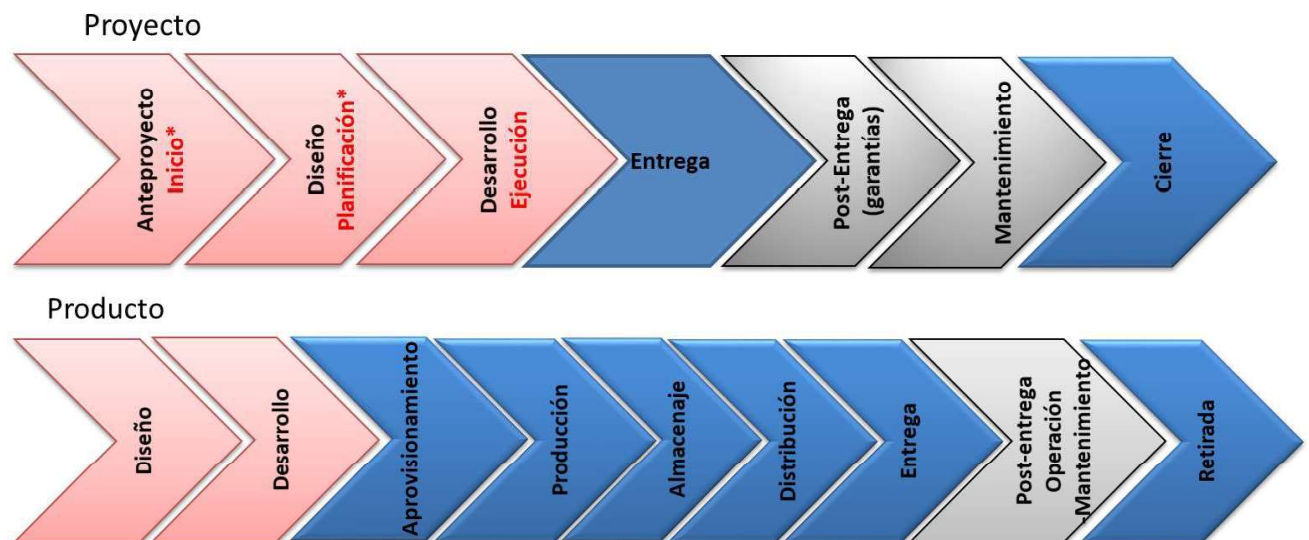 Proyecto
Anteproyecto
Inicio*
Diseño
Planificación*
Desarrollo
Ejecución
Entrega
Post-Entrega
(garantías)
Mantenimiento
Cierre
Producto
Diseño
Desarrollo
Aprovisionamiento
Producción
Almacenaje
Distribución
Entrega
Post-entrega
Operación
-Mantenimiento
Retirada